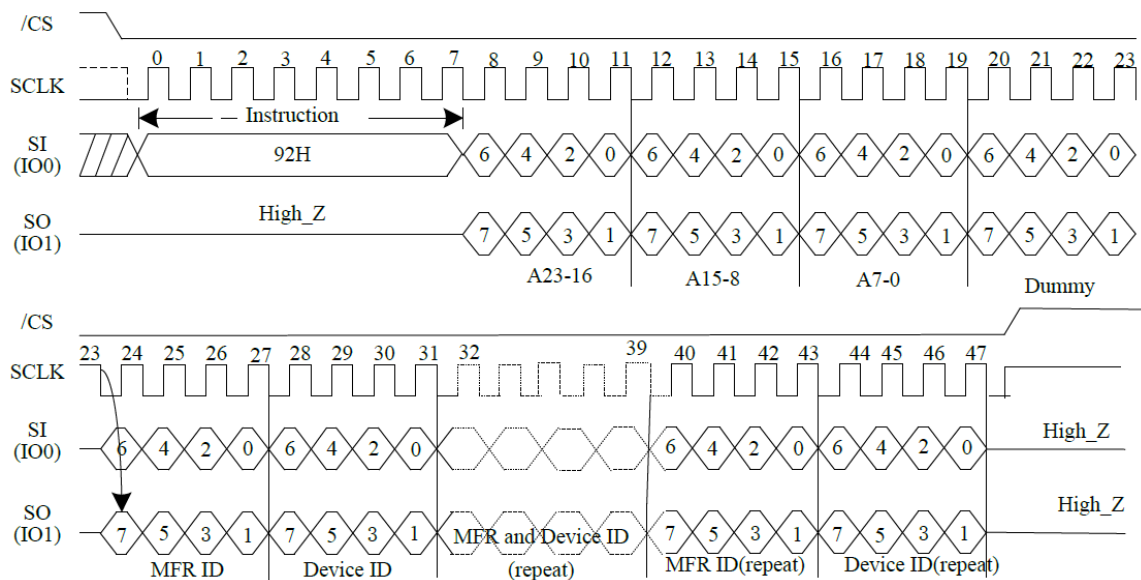 /CS
0 1 2 3 4 5 6 7 8 9 10 11 12 13 14 15 16 17 18 19 20 21 22 23
SCLK
Instruction
SI
(IO0)
92H
6 4 2 0 6 4 2 0 6 4 2 0 6 4 2 0
High_Z
SO
(IO1)
7 5 3 1 7 5 3 1 7 5 3 1 7 5 3 1
A23-16 A15-8 A7-0 Dummy
/CS
23 24 25 26 27 28 29 30 31 32 39 40 41 42 43 44 45 46 47
SCLK
SI
(IO0)
6 4 2 0 6 4 2 0 6 4 2 0 6 4 2 0
High_Z
SO
(IO1)
7 5 3 1 7 5 3 1 MFR and Device ID 7 5 3 1 7 5 3 1
High_Z
MFR ID Device ID (repeat) MFR ID(repeat) Device ID(repeat)